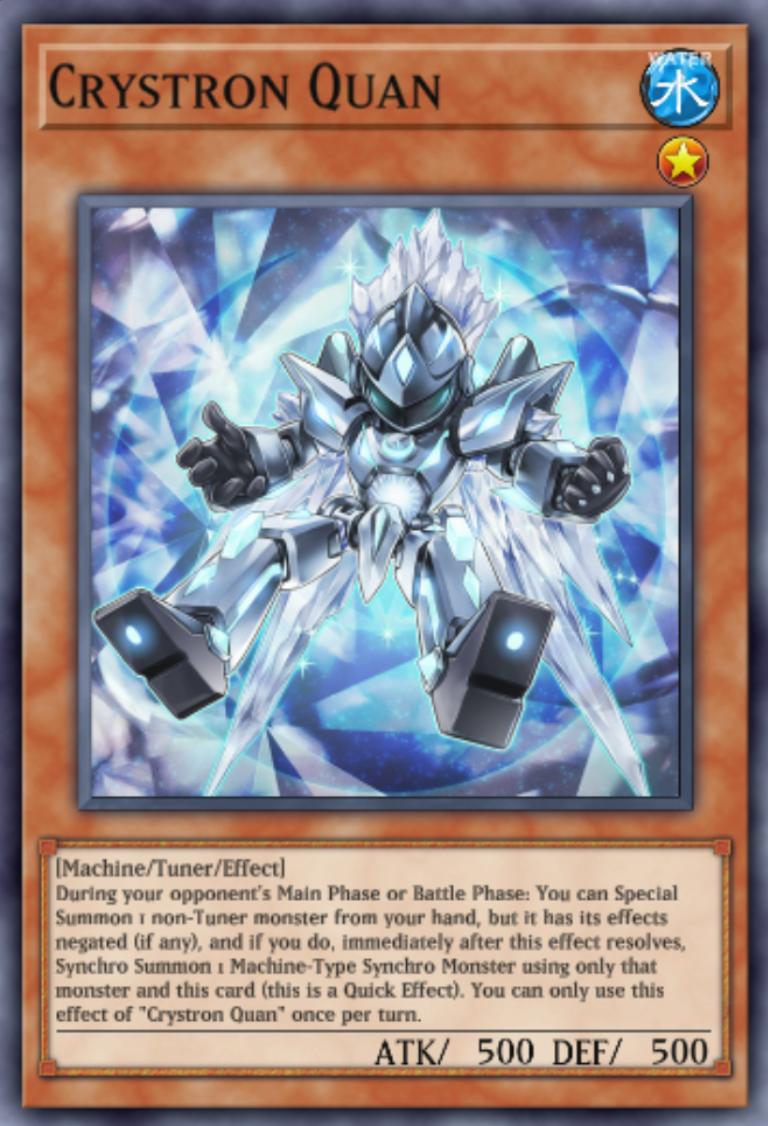 CRYSTRON QUAN
WATER
水
[Machine/Tuner/Effect]
During your opponent's Main Phase or Battle Phase: You can Special
Summon 1 non-Tuner monster from your hand, but it has its effects
negated (if any), and if you do, immediately after this effect resolves,
Synchro Summon 1 Machine-Type Synchro Monster using only that
monster and this card (this is a Quick Effect). You can only use this
effect of "Crystron Quan" once per turn.
ATK/ 500 DEF/ 500